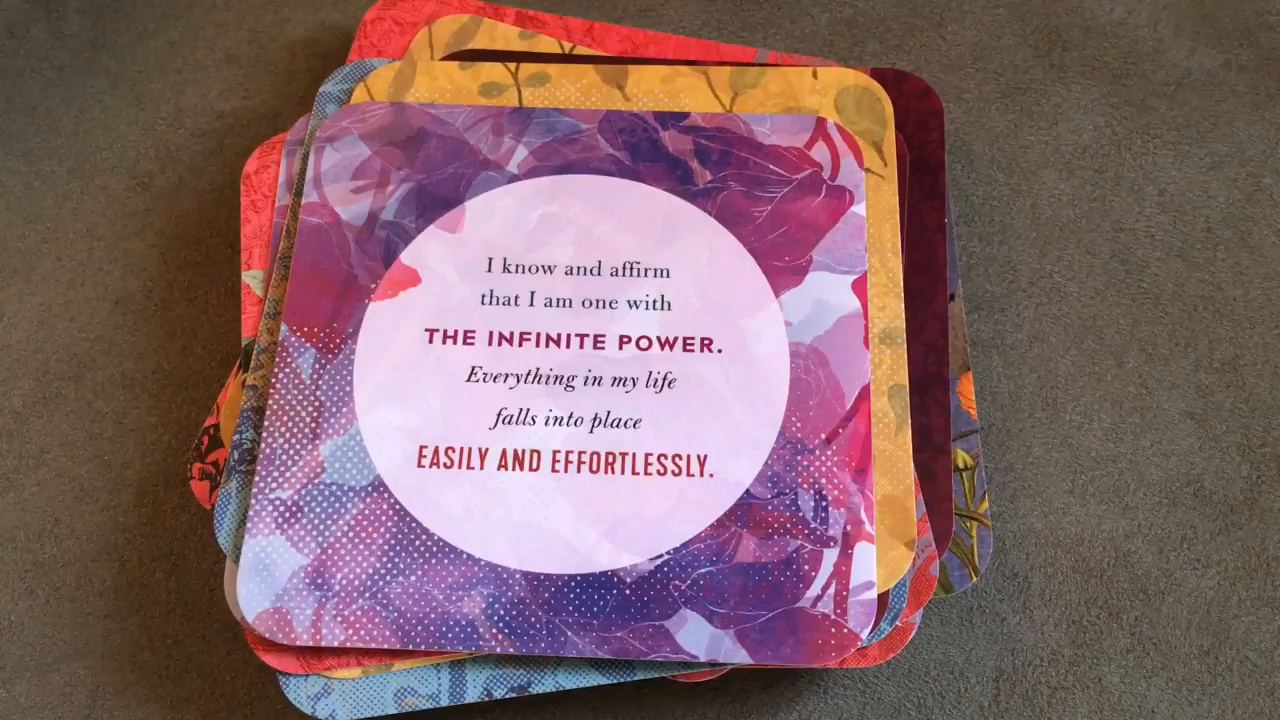 I know and affirm
that I am one with
THE INFINITE POWER.
Everything in my life
falls into place
EASILY AND EFFORTLESSLY.